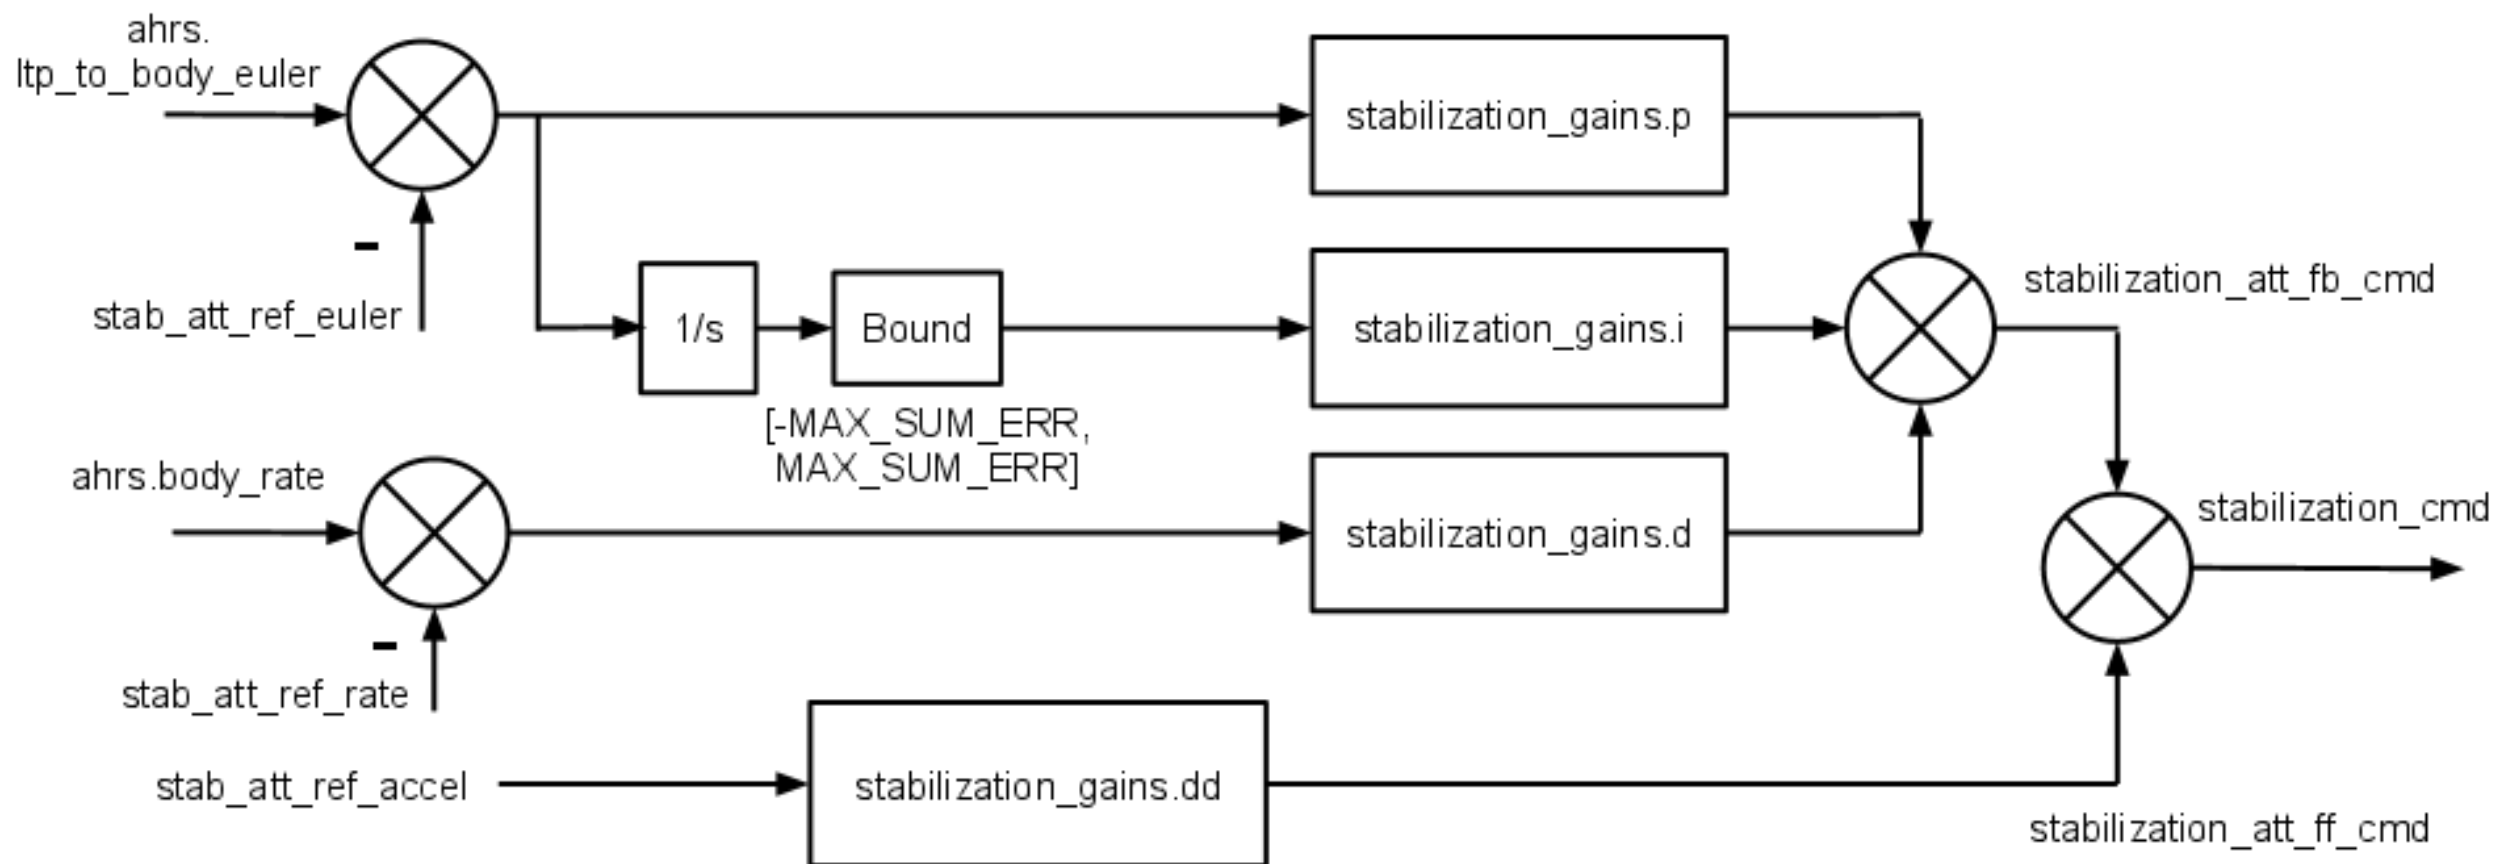 ahrs.
ltp_to_body_euler
stabilization_gains.p
-
stab_att_ref_euler
1/s
Bound
stabilization_gains.i
stabilization_att_fb_cmd
[-MAX_SUM_ERR,
MAX_SUM_ERR]
ahrs.body_rate
stabilization_gains.d
stabilization_cmd
-
stab_att_ref_rate
stab_att_ref_accel
stabilization_gains.dd
stabilization_att_ff_cmd